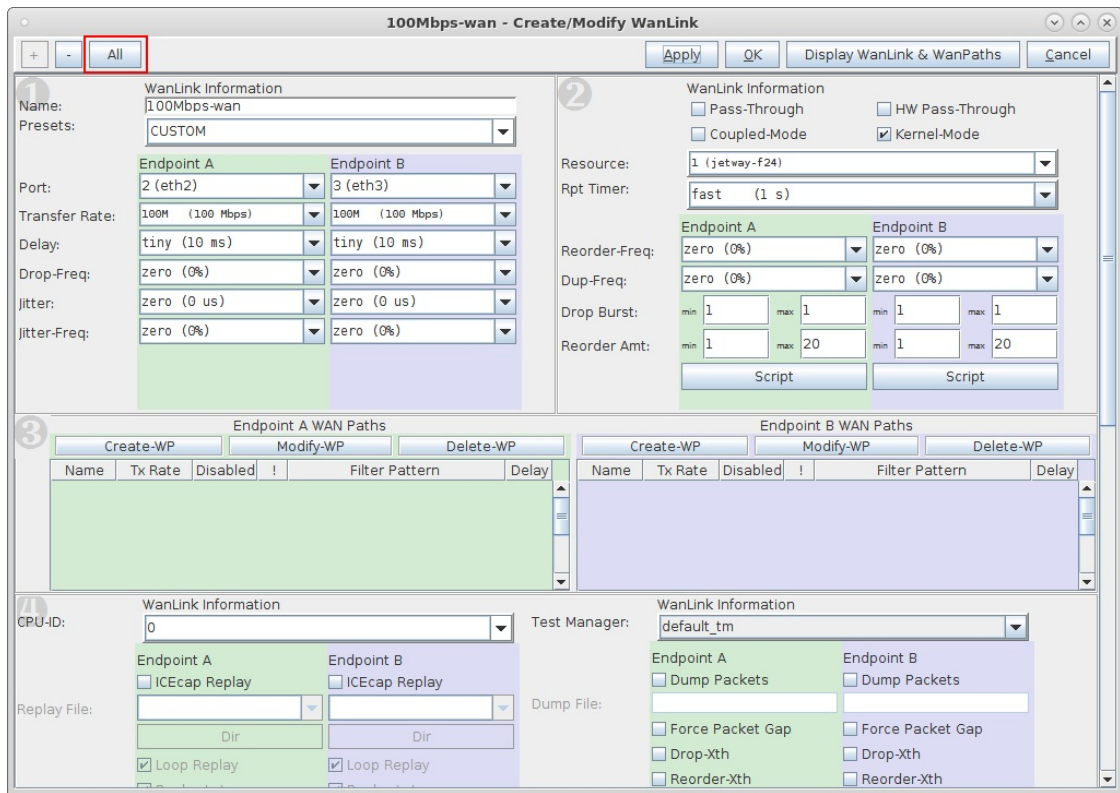 100Mbps-wan - Create/Modify WanLink
+ - All Apply OK Display WanLink & WanPaths Cancel
1
WanLink Information
Name: 100Mbps-wan
Presets: CUSTOM
Endpoint A Endpoint B
Port: 2 (eth2) 3 (eth3)
Transfer Rate: 100M (100 Mbps) 100M (100 Mbps)
Delay: tiny (10 ms) tiny (10 ms)
Drop-Freq: zero (0%) zero (0%)
Jitter: zero (0 us) zero (0 us)
Jitter-Freq: zero (0%) zero (0%)
2
WanLink Information
Pass-Through HW Pass-Through
Coupled-Mode Kernel-Mode
Resource: 1 (jetway-f24)
Rpt Timer: fast (1 s)
Endpoint A Endpoint B
Reorder-Freq: zero (0%) zero (0%)
Dup-Freq: zero (0%) zero (0%)
Drop Burst: min 1 max 1 min 1 max 1
Reorder Amt: min 1 max 20 min 1 max 20
Script Script
3
Endpoint A WAN Paths
Create-WP Modify-WP Delete-WP
Name Tx Rate Disabled ! Filter Pattern Delay
Endpoint B WAN Paths
Create-WP Modify-WP Delete-WP
Name Tx Rate Disabled ! Filter Pattern Delay
4
WanLink Information
CPU-ID: 0
Endpoint A Endpoint B
ICEcap Replay ICEcap Replay
Replay File:
Dir Dir
Loop Replay Loop Replay
WanLink Information
Test Manager: default_tm
Endpoint A Endpoint B
Dump Packets Dump Packets
Dump File:
Force Packet Gap Force Packet Gap
Drop-Xth Drop-Xth
Reorder-Xth Reorder-Xth